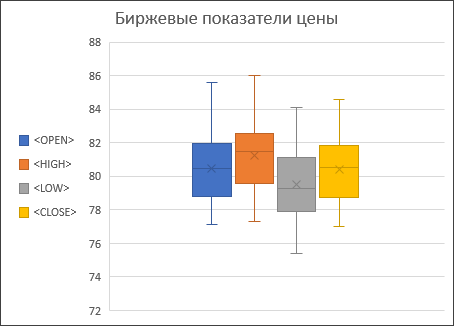 Биржевые показатели цены
88
86
84
82
80
78
76
74
72
<OPEN>
<HIGH>
<LOW>
<CLOSE>